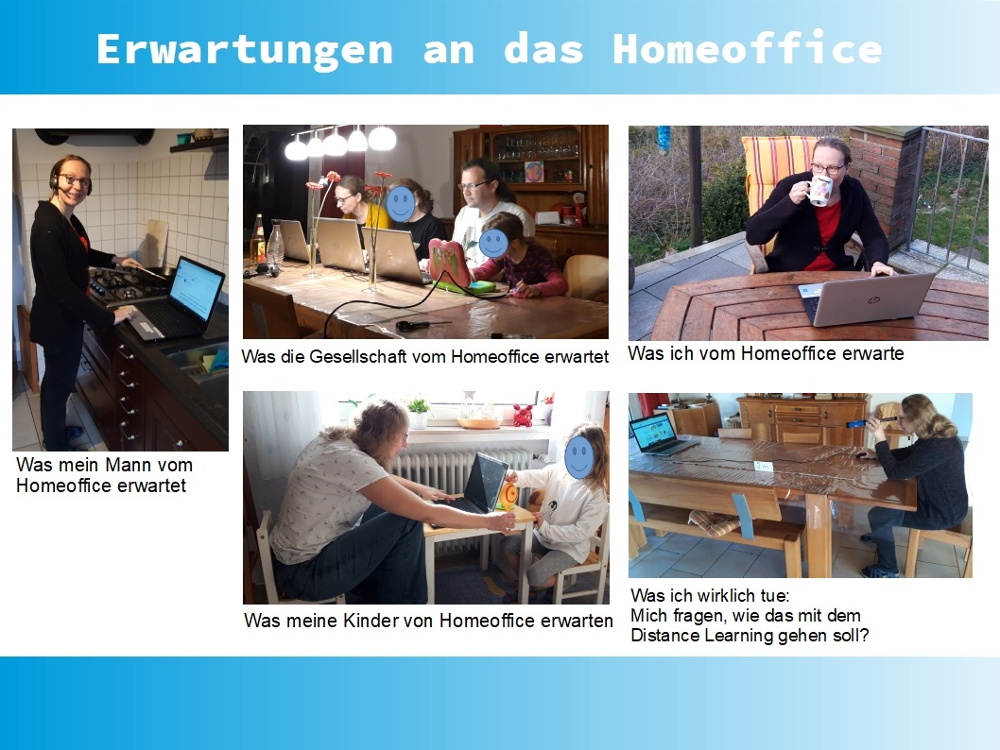 Erwartungen an das Homeoffice
Was mein Mann vom
Homeoffice erwartet
Was die Gesellschaft vom Homeoffice erwartet
Was ich vom Homeoffice erwarte
Was meine Kinder von Homeoffice erwarten
2 m
Was ich wirklich tue:
Mich fragen, wie das mit dem
Distance Learning gehen soll?